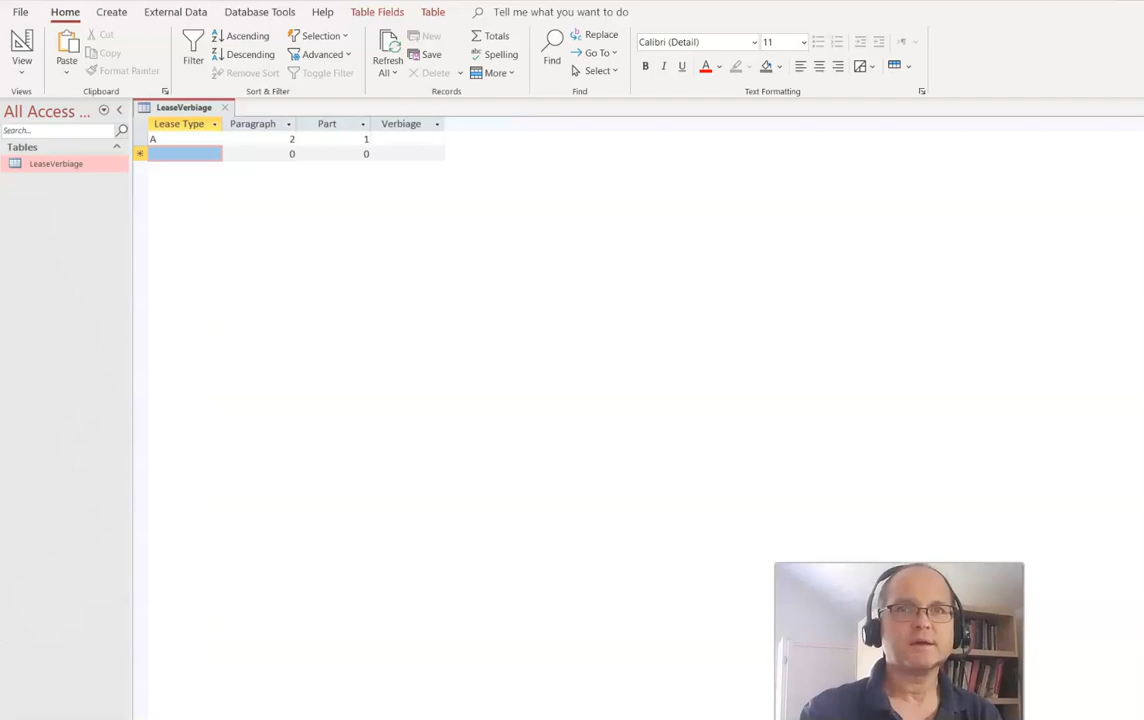 File Home Create External Data Database Tools Help Table Fields Table Tell me what you want to do
View
Paste
Cut
Copy
Format Painter
Filter
Ascending
Descending
Remove Sort
Selection
Advanced
Toggle Filter
Refresh
All
New
Save
Delete
Totals
Spelling
More
Find
Replace
Go To
Select
Calibri (Detail) 11
B I U A
Views Clipboard Sort & Filter Records Find Text Formatting
All Access ...
Search...
Tables
LeaseVerbiage
LeaseVerbiage
Lease Type Paragraph Part Verbiage
A 2 1
0 0